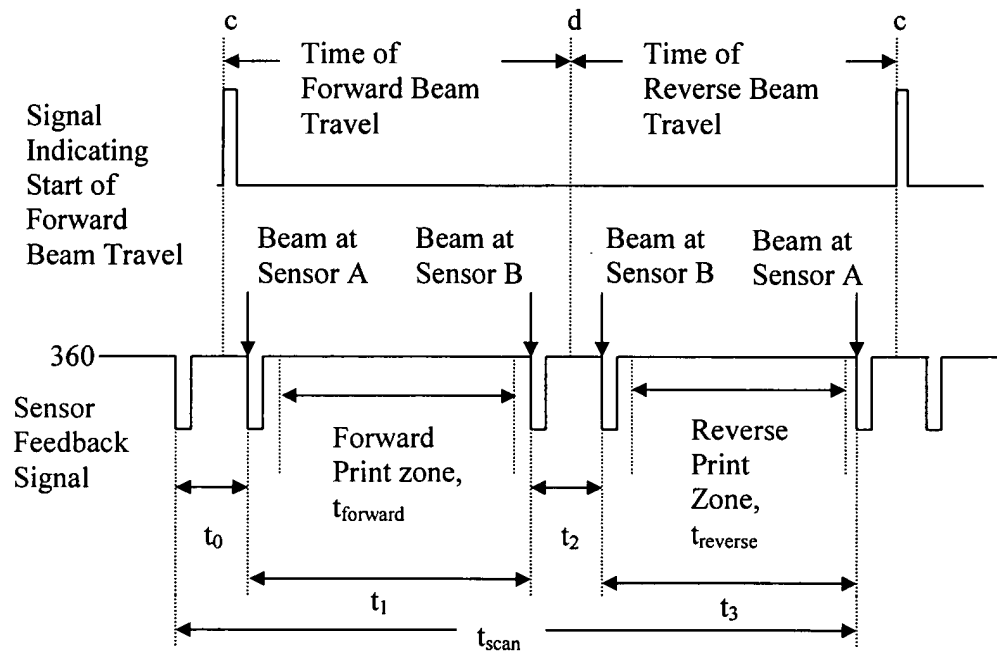 c
d
c
Time of
Forward Beam
Travel
Time of
Reverse Beam
Travel
Signal
Indicating
Start of
Forward
Beam Travel
Beam at
Sensor A
Beam at
Sensor B
Beam at
Sensor B
Beam at
Sensor A
360
Sensor
Feedback
Signal
Forward
Print zone,
tforward
Reverse
Print
Zone,
treverse
t0
t2
t1
t3
tscan